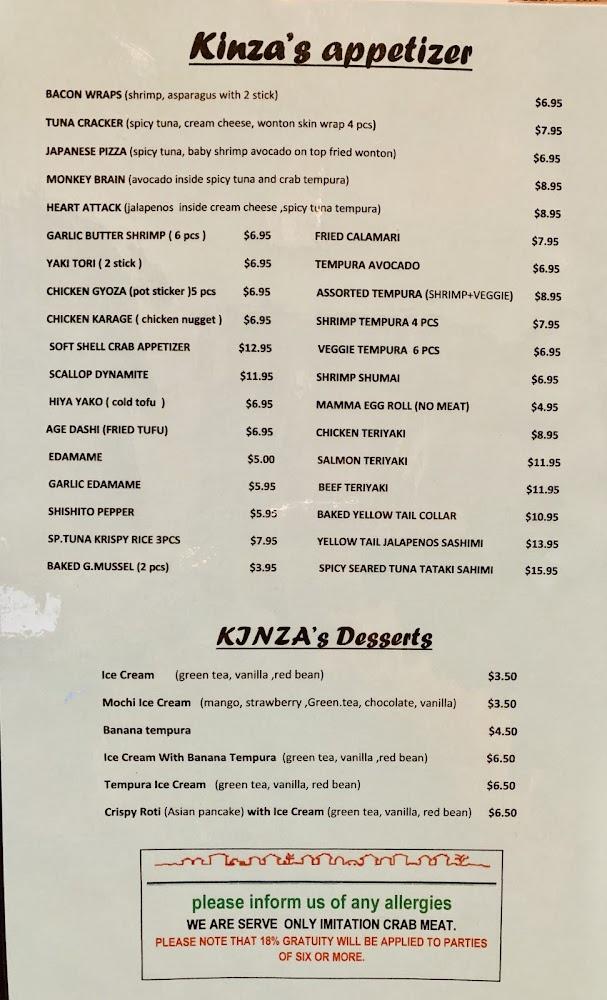 Kinza's appetizer
BACON WRAPS (shrimp, asparagus with 2 stick) $6.95
TUNA CRACKER (spicy tuna, cream cheese, wonton skin wrap 4 pcs) $7.95
JAPANESE PIZZA (spicy tuna, baby shrimp avocado on top fried wonton) $6.95
MONKEY BRAIN (avocado inside spicy tuna and crab tempura) $8.95
HEART ATTACK (jalapenos inside cream cheese ,spicy tuna tempura) $8.95
GARLIC BUTTER SHRIMP ( 6 pcs ) $6.95 FRIED CALAMARI $7.95
YAKI TORI ( 2 stick ) $6.95 TEMPURA AVOCADO $6.95
CHICKEN GYOZA (pot sticker )5 pcs $6.95 ASSORTED TEMPURA (SHRIMP+VEGGIE) $8.95
CHICKEN KARAGE ( chicken nugget ) $6.95 SHRIMP TEMPURA 4 PCS $7.95
SOFT SHELL CRAB APPETIZER $12.95 VEGGIE TEMPURA 6 PCS $6.95
SCALLOP DYNAMITE $11.95 SHRIMP SHUMAI $6.95
HIYA YAKO ( cold tofu ) $6.95 MAMMA EGG ROLL (NO MEAT) $4.95
AGE DASHI (FRIED TUFU) $6.95 CHICKEN TERIYAKI $8.95
EDAMAME $5.00 SALMON TERIYAKI $11.95
GARLIC EDAMAME $5.95 BEEF TERIYAKI $11.95
SHISHITO PEPPER $5.95 BAKED YELLOW TAIL COLLAR $10.95
SP.TUNA KRISPY RICE 3PCS $7.95 YELLOW TAIL JALAPENOS SASHIMI $13.95
BAKED G.MUSSEL (2 pcs) $3.95 SPICY SEARED TUNA TATAKI SAHIMI $15.95
KINZA's Desserts
Ice Cream (green tea, vanilla ,red bean) $3.50
Mochi Ice Cream (mango, strawberry ,Green.tea, chocolate, vanilla) $3.50
Banana tempura $4.50
Ice Cream With Banana Tempura (green tea, vanilla ,red bean) $6.50
Tempura Ice Cream (green tea, vanilla, red bean) $6.50
Crispy Roti (Asian pancake) with Ice Cream (green tea, vanilla, red bean) $6.50
please inform us of any allergies
WE ARE SERVE ONLY IMITATION CRAB MEAT.
PLEASE NOTE THAT 18% GRATUITY WILL BE APPLIED TO PARTIES
OF SIX OR MORE.